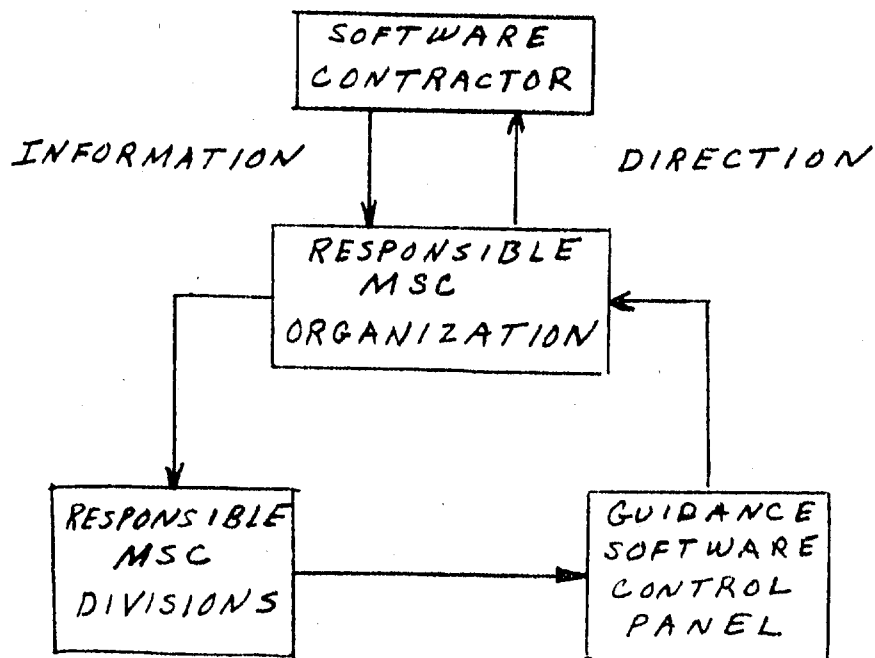 SOFTWARE
CONTRACTOR
INFORMATION
DIRECTION
RESPONSIBLE
MSC
ORGANIZATION
RESPONSIBLE
MSC
DIVISIONS
GUIDANCE
SOFTWARE
CONTROL
PANEL